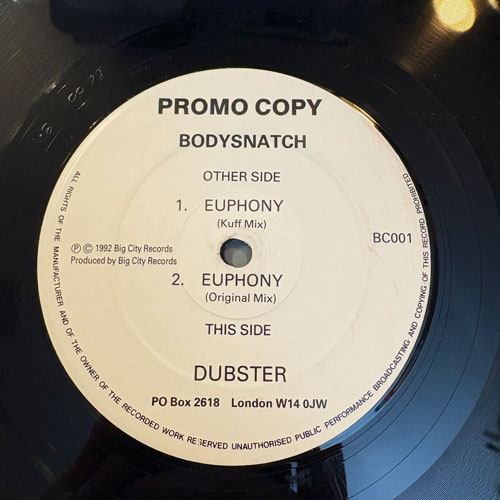 PROMO COPY
BODYSNATCH
OTHER SIDE
1. EUPHONY
(Kuff Mix)
BC001
Ⓟ © 1992 Big City Records
Produced by Big City Records
2. EUPHONY
(Original Mix)
THIS SIDE
DUBSTER
PO Box 2618 London W14 0JW
ALL RIGHTS OF THE MANUFACTURER AND OF THE OWNER OF THE RECORDED WORK RESERVED UNAUTHORISED PUBLIC PERFORMANCE BROADCASTING AND COPYING OF THIS RECORD PROHIBITED